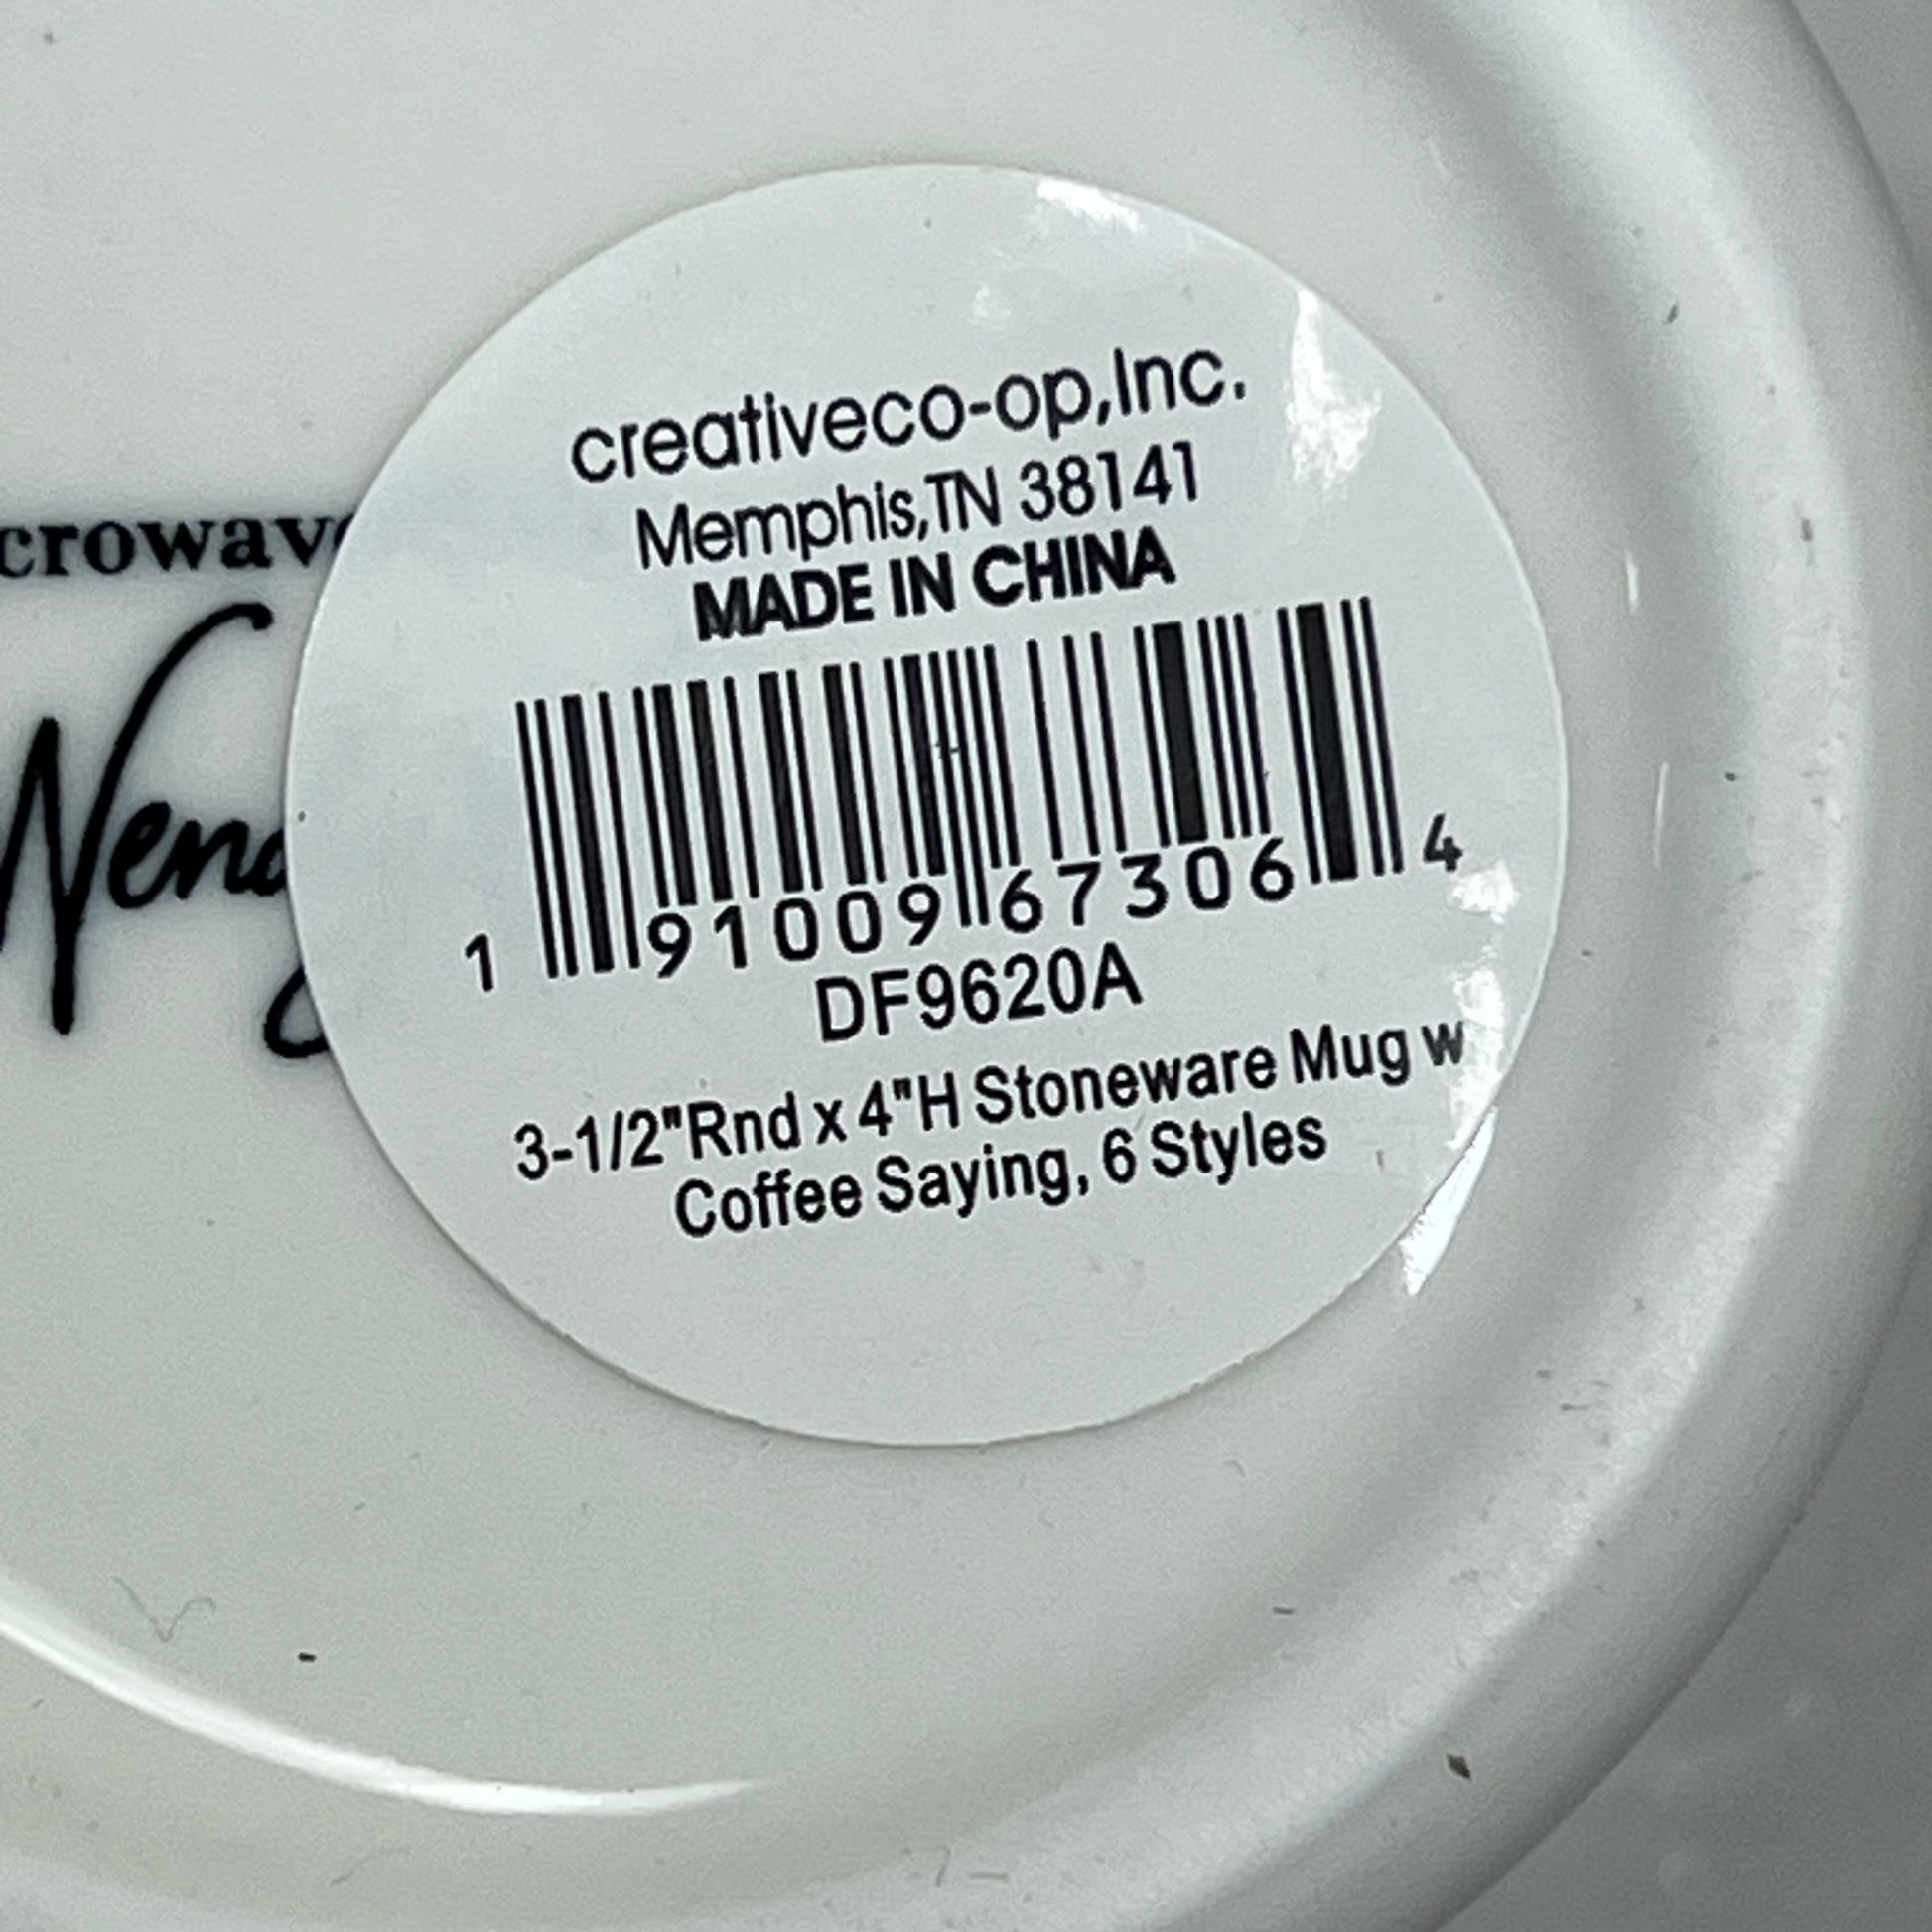 creativeco-op,Inc.
Memphis,TN 38141
MADE IN CHINA
1 91009 67306 4
DF9620A
3-1/2"Rnd x 4"H Stoneware Mug w
Coffee Saying, 6 Styles
crowave